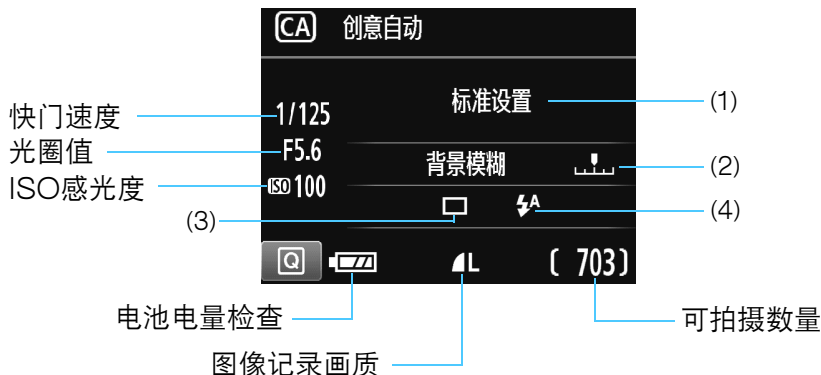 CA 创意自动
标准设置 (1)
快门速度 1/125
光圈值 F5.6
背景模糊 (2)
ISO感光度 ISO 100
(3) A (4)
Q L ( 703)
电池电量检查 可拍摄数量
图像记录画质